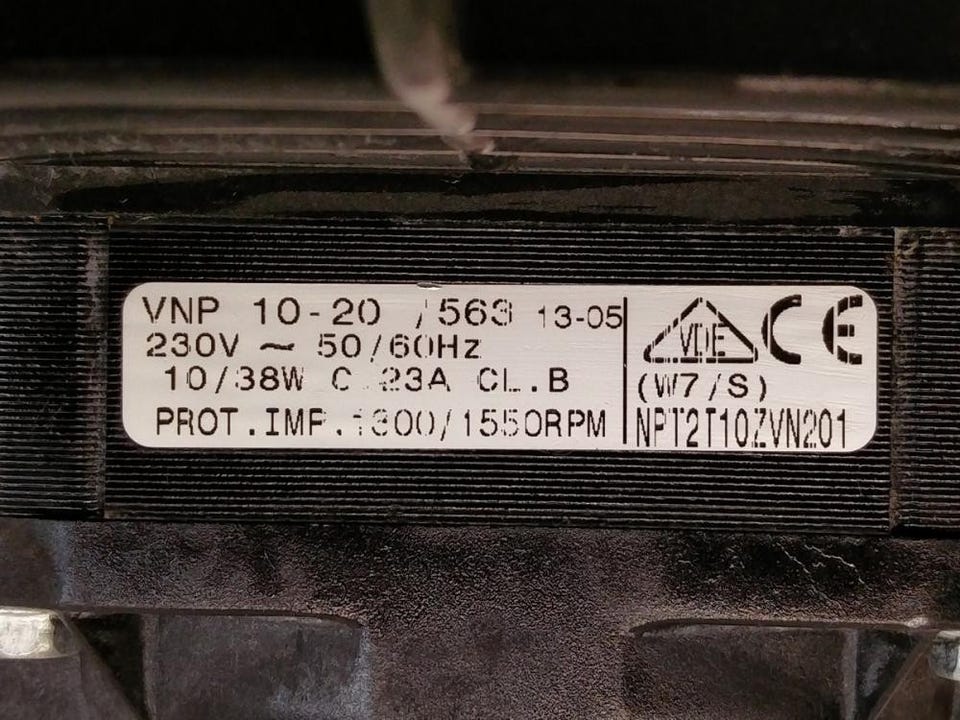 VNP 10-20 /563 13-05
230V ~ 50/60Hz
10/38W 0.23A CL.B
PROT.IMP.1300/1550RPM
VDE CE
(W7/S)
NPT2T10ZVN201